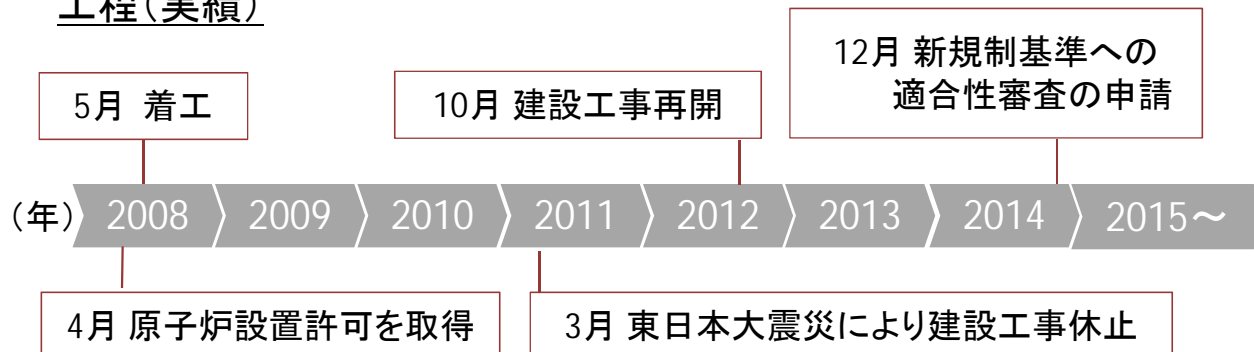 工程（実績）
12月 新規制基準への
適合性審査の申請
5月 着工
10月 建設工事再開
（年） 2008 2009 2010 2011 2012 2013 2014 2015～
4月 原子炉設置許可を取得
3月 東日本大震災により建設工事休止